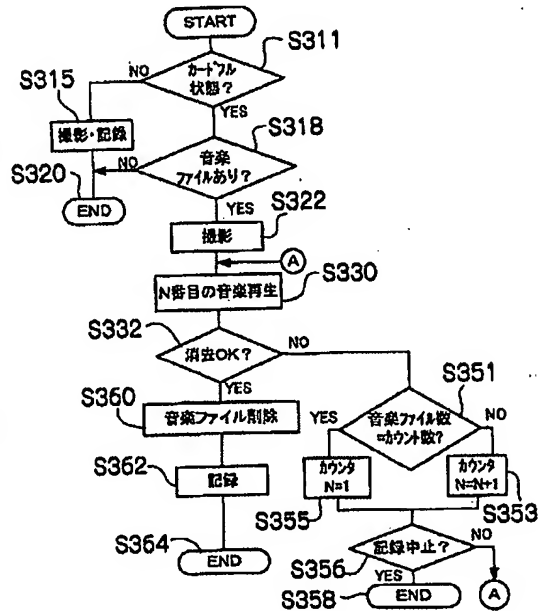 START
S311
カードフル
状態?
NO
YES
S315
撮影・記録
S318
音楽
ファイルあり?
NO
YES
S320
END
S322
撮影
A
S330
N番目の音楽再生
S332
消去OK?
NO
YES
S351
音楽ファイル数
=カウント数?
YES
NO
S360
音楽ファイル削除
カウンタ
N=1
カウンタ
N=N+1
S362
記録
S355
S353
S356
記録中止?
NO
YES
S364
END
S358
END
A